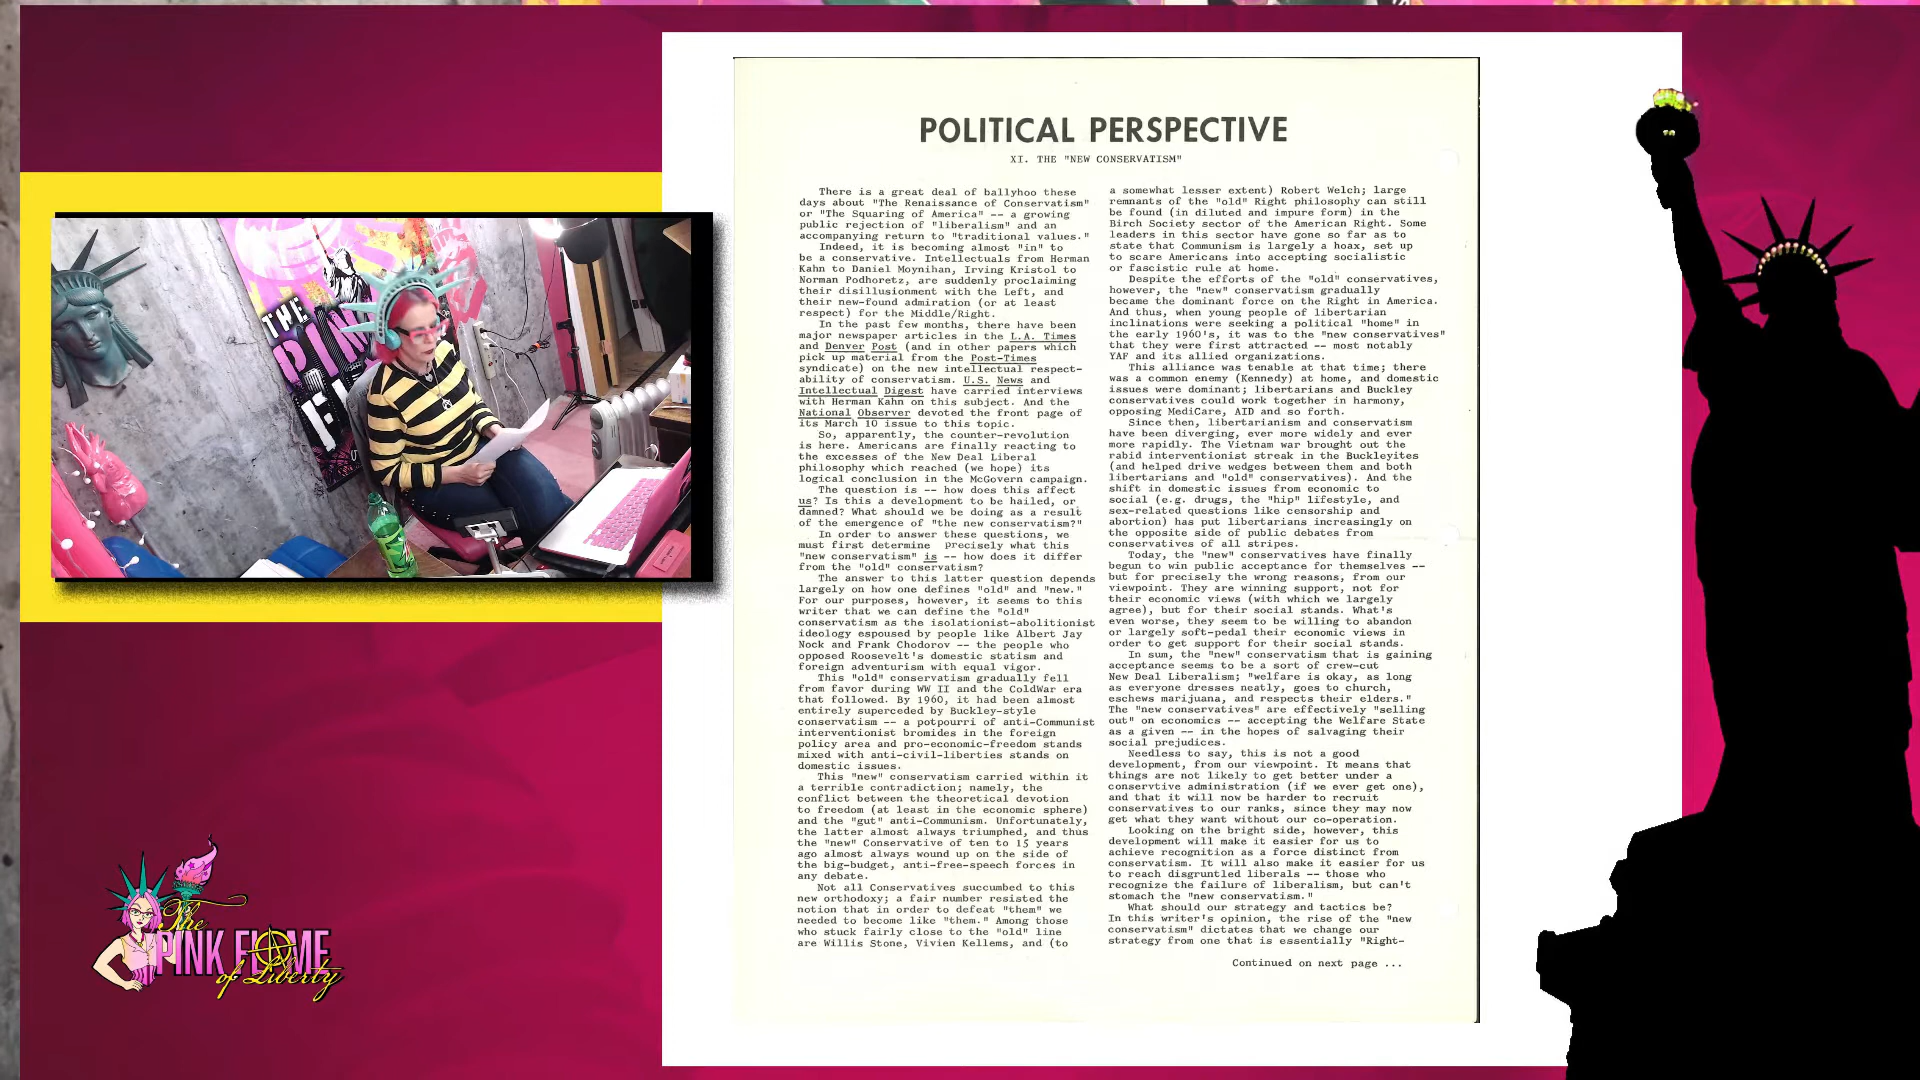 POLITICAL PERSPECTIVE
XI. THE "NEW CONSERVATISM"
There is a great deal of ballyhoo these
days about "The Renaissance of Conservatism"
or "The Squaring of America" -- a growing
public rejection of "liberalism" and an
accompanying return to "traditional values."
Indeed, it is becoming almost "in" to
be a conservative. Intellectuals from Herman
Kahn to Daniel Moynihan, Irving Kristol to
Norman Podhoretz, are suddenly proclaiming
their disillusionment with the Left, and
their new-found admiration (or at least
respect) for the Middle/Right.
In the past few months, there have been
major newspaper articles in the L.A. Times
and Denver Post (and in other papers which
pick up material from the Post-Times
syndicate) on the new intellectual respect-
ability of conservatism. U.S. News and
Intellectual Digest have carried interviews
with Herman Kahn on this subject. And the
National Observer devoted the front page of
its March 10 issue to this topic.
So, apparently, the counter-revolution
is here. Americans are finally reacting to
the excesses of the New Deal Liberal
philosophy which reached (we hope) its
logical conclusion in the McGovern campaign.
The question is -- how does this affect
us? Is this a development to be hailed, or
damned? What should we be doing as a result
of the emergence of "the new conservatism?"
In order to answer these questions, we
must first determine precisely what this
"new conservatism" is -- how does it differ
from the "old" conservatism?
The answer to this latter question depends
largely on how one defines "old" and "new."
For our purposes, however, it seems to this
writer that we can define the "old"
conservatism as the isolationist-abolitionist
ideology espoused by people like Albert Jay
Nock and Frank Chodorov -- the people who
opposed Roosevelt's domestic statism and
foreign adventurism with equal vigor.
This "old" conservatism gradually fell
from favor during WW II and the ColdWar era
that followed. By 1960, it had been almost
entirely superceded by Buckley-style
conservatism -- a potpourri of anti-Communist
interventionist bromides in the foreign
policy area and pro-economic-freedom stands
mixed with anti-civil-liberties stands on
domestic issues.
This "new" conservatism carried within it
a terrible contradiction; namely, the
conflict between the theoretical devotion
to freedom (at least in the economic sphere)
and the "gut" anti-Communism. Unfortunately,
the latter almost always triumphed, and thus
the "new" Conservative of ten to 15 years
ago almost always wound up on the side of
the big-budget, anti-free-speech forces in
any debate.
Not all Conservatives succumbed to this
new orthodoxy; a fair number resisted the
notion that in order to defeat "them" we
needed to become like "them." Among those
who stuck fairly close to the "old" line
are Willis Stone, Vivien Kellems, and (to
a somewhat lesser extent) Robert Welch; large
remnants of the "old" Right philosophy can still
be found (in diluted and impure form) in the
Birch Society sector of the American Right. Some
leaders in this sector have gone so far as to
state that Communism is largely a hoax, set up
to scare Americans into accepting socialistic
or fascistic rule at home.
Despite the efforts of the "old" conservatives,
however, the "new" conservatism gradually
became the dominant force on the Right in America.
And thus, when young people of libertarian
inclinations were seeking a political "home" in
the early 1960's, it was to the "new conservatives"
that they were first attracted -- most notably
YAF and its allied organizations.
This alliance was tenable at that time; there
was a common enemy (Kennedy) at home, and domestic
issues were dominant; libertarians and Buckley
conservatives could work together in harmony,
opposing MediCare, AID and so forth.
Since then, libertarianism and conservatism
have been diverging, ever more widely and ever
more rapidly. The Vietnam war brought out the
rabid interventionist streak in the Buckleyites
(and helped drive wedges between them and both
libertarians and "old" conservatives). And the
shift in domestic issues from economic to
social (e.g. drugs, the "hip" lifestyle, and
sex-related questions like censorship and
abortion) has put libertarians increasingly on
the opposite side of public debates from
conservatives of all stripes.
Today, the "new" conservatives have finally
begun to win public acceptance for themselves --
but for precisely the wrong reasons, from our
viewpoint. They are winning support, not for
their economic views (with which we largely
agree), but for their social stands. What's
even worse, they seem to be willing to abandon
or largely soft-pedal their economic views in
order to get support for their social stands.
In sum, the "new" conservatism that is gaining
acceptance seems to be a sort of crew-cut
New Deal Liberalism; "welfare is okay, as long
as everyone dresses neatly, goes to church,
eschews marijuana, and respects their elders."
The "new conservatives" are effectively "selling
out" on economics -- accepting the Welfare State
as a given -- in the hopes of salvaging their
social prejudices.
Needless to say, this is not a good
development, from our viewpoint. It means that
things are not likely to get better under a
conservtive administration (if we ever get one),
and that it will now be harder to recruit
conservatives to our ranks, since they may now
get what they want without our co-operation.
Looking on the bright side, however, this
development will make it easier for us to
achieve recognition as a force distinct from
conservatism. It will also make it easier for us
to reach disgruntled liberals -- those who
recognize the failure of liberalism, but can't
stomach the "new conservatism."
What should our strategy and tactics be?
In this writer's opinion, the rise of the "new
conservatism" dictates that we change our
strategy from one that is essentially "Right-
Continued on next page ...
THE
PINK
The
PINK FLAME
of Liberty